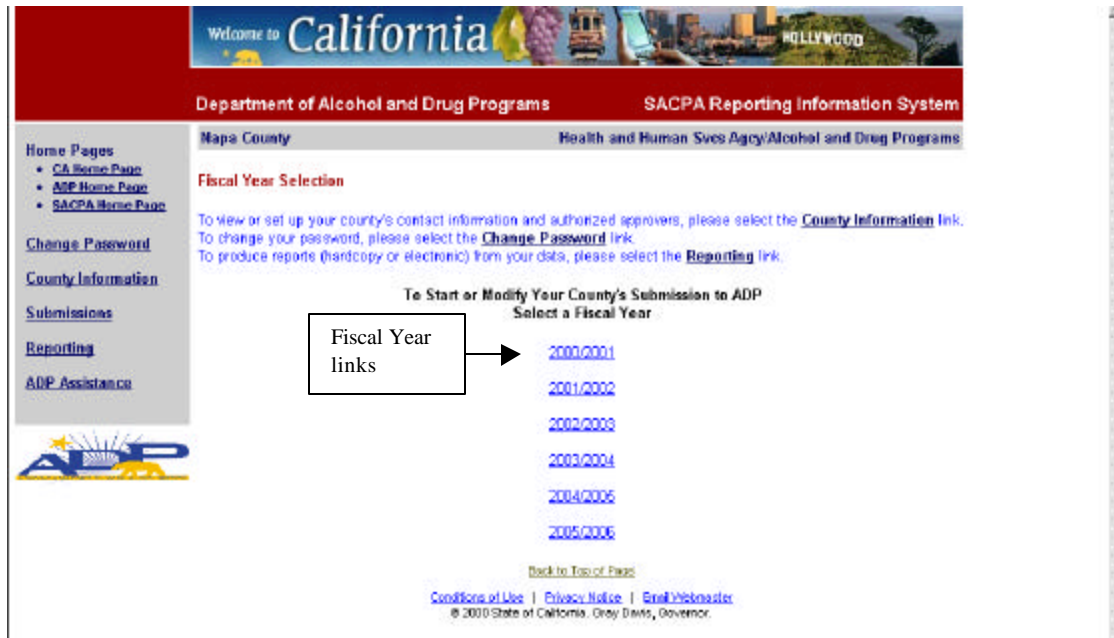 Welcome to California
HOLLYWOOD
Department of Alcohol and Drug Programs
SACPA Reporting Information System
Napa County
Health and Human Svcs Agcy/Alcohol and Drug Programs
Home Pages
• CA Home Page
• ADP Home Page
• SACPA Home Page
Change Password
County Information
Submissions
Reporting
ADP Assistance
ADP
Fiscal Year Selection
To view or set up your county's contact information and authorized approvers, please select the County Information link.
To change your password, please select the Change Password link.
To produce reports (hardcopy or electronic) from your data, please select the Reporting link.
To Start or Modify Your County's Submission to ADP
Select a Fiscal Year
Fiscal Year
links
2000/2001
2001/2002
2002/2003
2003/2004
2004/2005
2005/2006
Back to Top of Page
Conditions of Use | Privacy Notice | Email Webmaster
© 2000 State of California. Gray Davis, Governor.